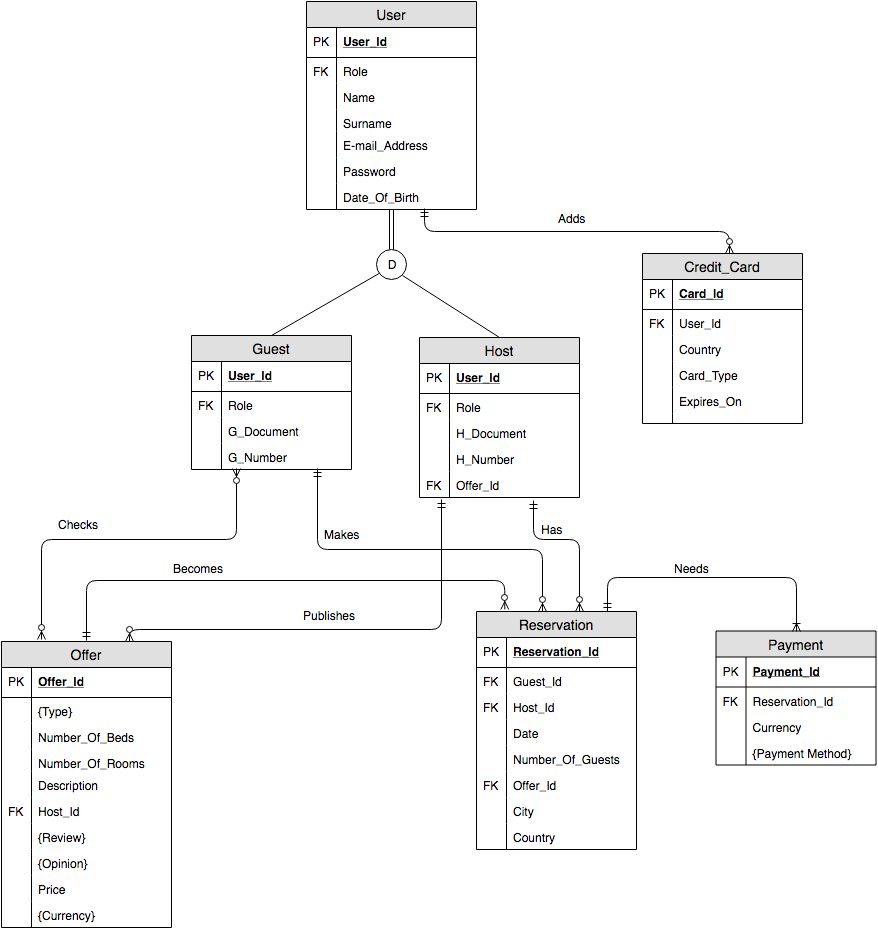 User
PK User_Id
FK Role
Name
Surname
E-mail_Address
Password
Date_Of_Birth
Adds
D
Credit_Card
PK Card_Id
FK User_Id
Country
Card_Type
Expires_On
Guest
PK User_Id
FK Role
G_Document
G_Number
Host
PK User_Id
FK Role
H_Document
H_Number
FK Offer_Id
Checks
Makes
Has
Becomes
Needs
Publishes
Offer
PK Offer_Id
{Type}
Number_Of_Beds
Number_Of_Rooms
Description
FK Host_Id
{Review}
{Opinion}
Price
{Currency}
Reservation
PK Reservation_Id
FK Guest_Id
FK Host_Id
Date
Number_Of_Guests
FK Offer_Id
City
Country
Payment
PK Payment_Id
FK Reservation_Id
Currency
{Payment Method}